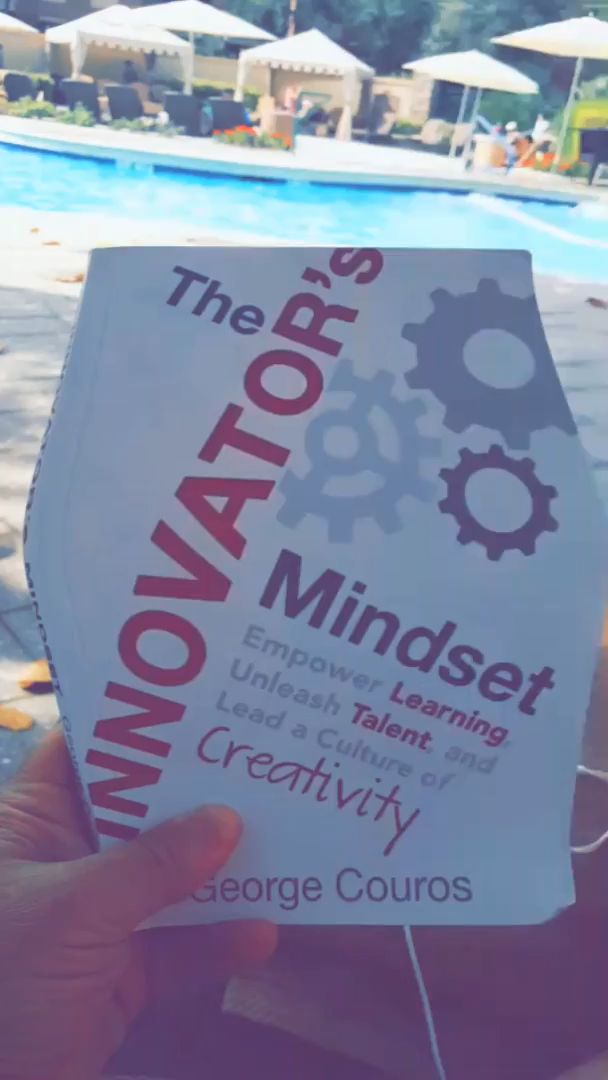 The
INNOVATOR'S
Mindset
Empower Learning,
Unleash Talent, and
Lead a Culture of
Creativity
George Couros